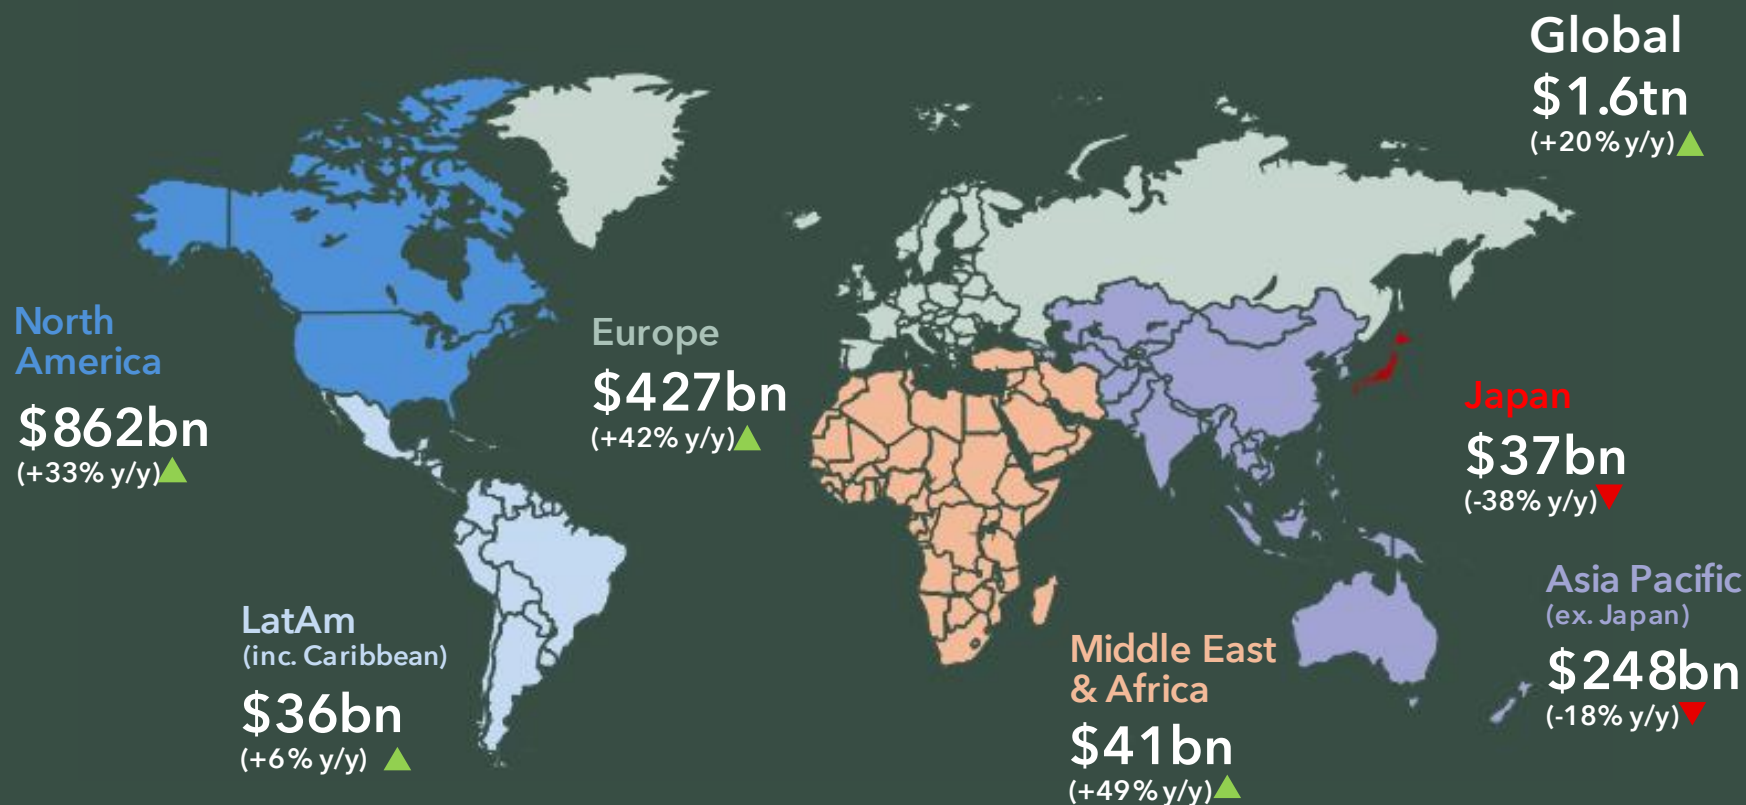 Global
$1.6tn
(+20% y/y)
North
America
$862bn
(+33% y/y)
Europe
$427bn
(+42% y/y)
Japan
$37bn
(-38% y/y)
LatAm
(inc. Caribbean)
$36bn
(+6% y/y)
Middle East
& Africa
$41bn
(+49% y/y)
Asia Pacific
(ex. Japan)
$248bn
(-18% y/y)